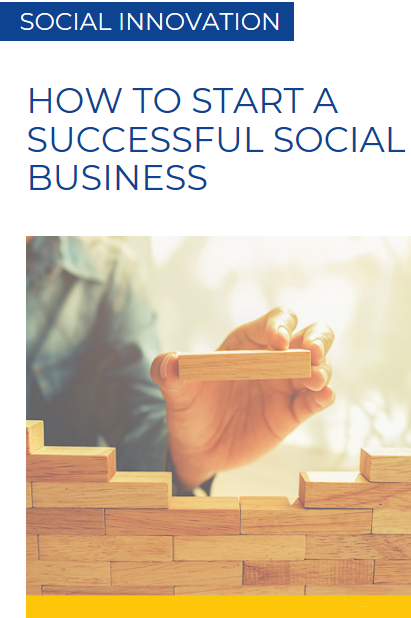 SOCIAL INNOVATION
HOW TO START A
SUCCESSFUL SOCIAL
BUSINESS